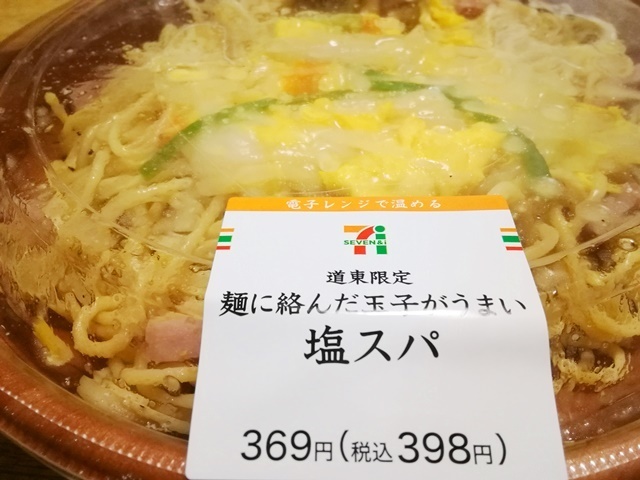 電子レンジで温める
SEVEN&i
道東限定
麺に絡んだ玉子がうまい
塩スパ
369円(税込398円)